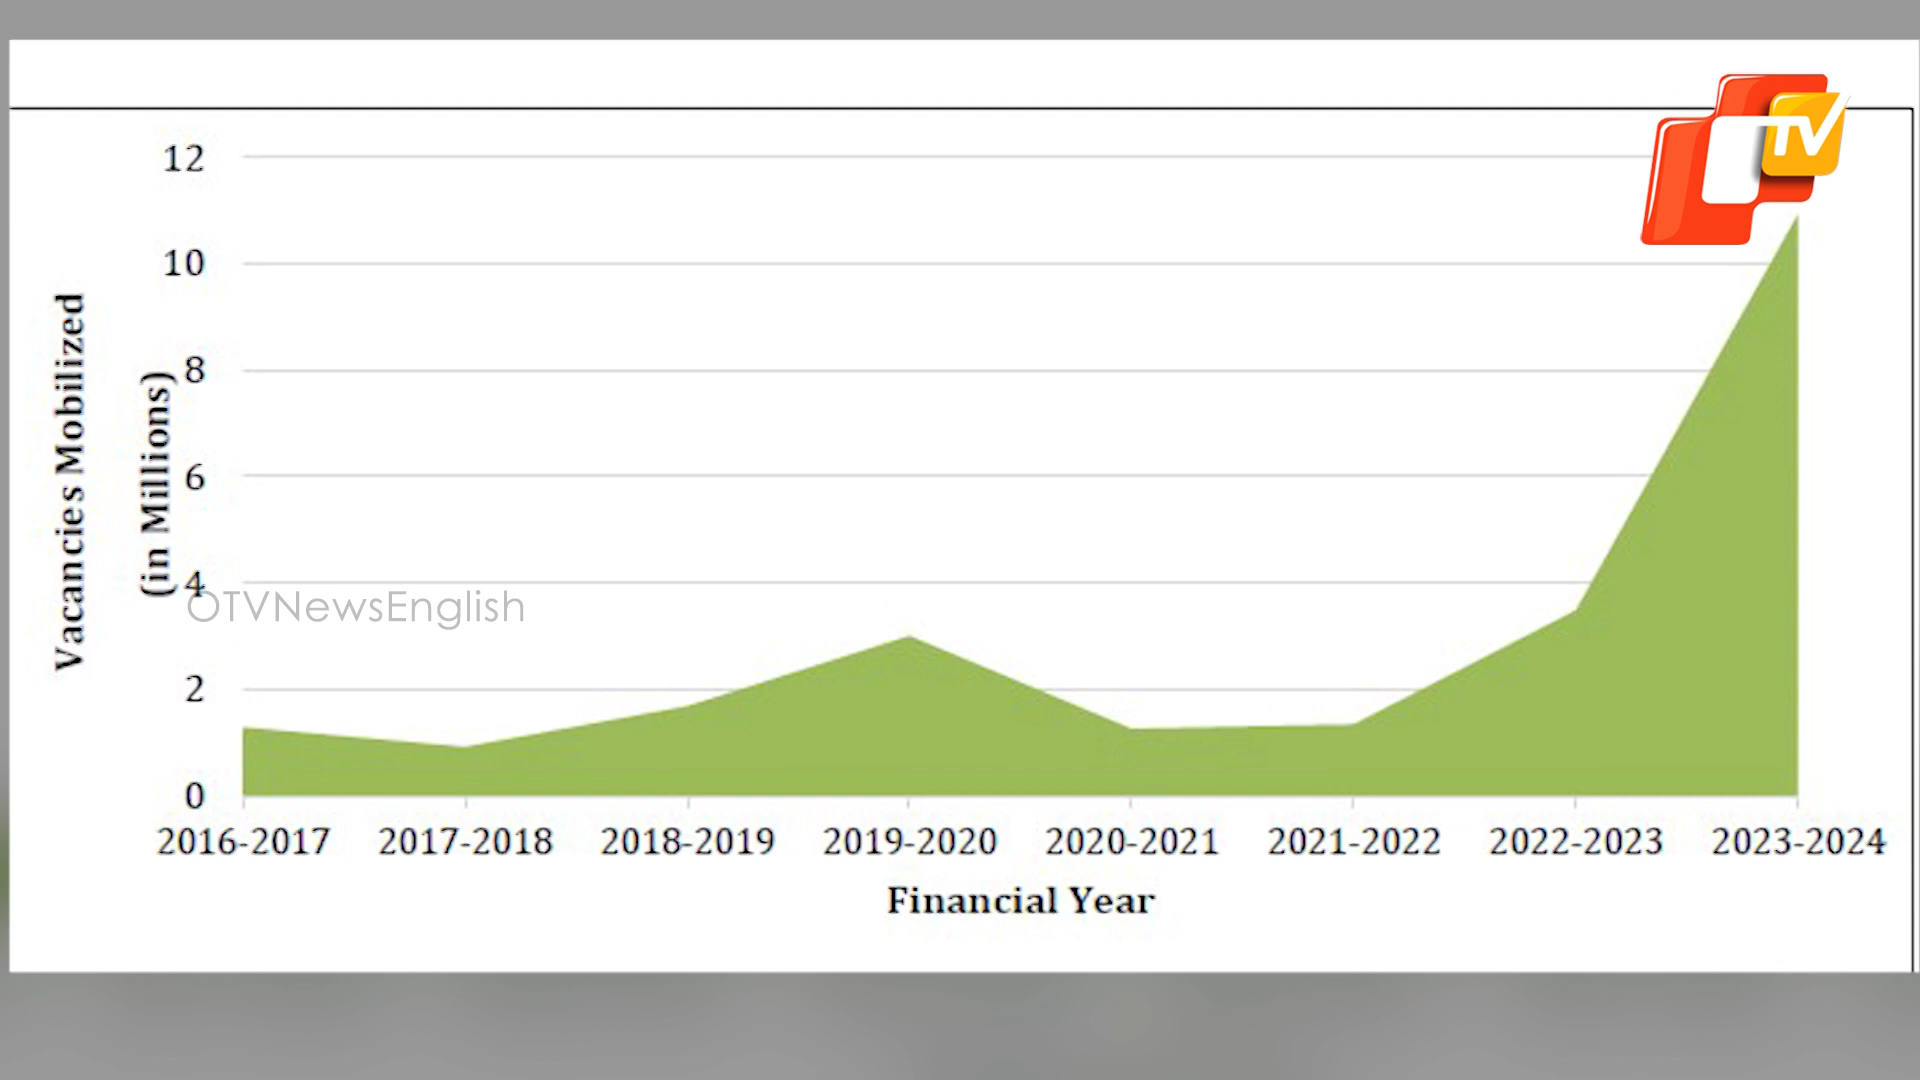 TV
12
10
8
6
4
2
0
Vacancies Mobilized
(in Millions)
OTVNewsEnglish
2016-2017 2017-2018 2018-2019 2019-2020 2020-2021 2021-2022 2022-2023 2023-2024
Financial Year